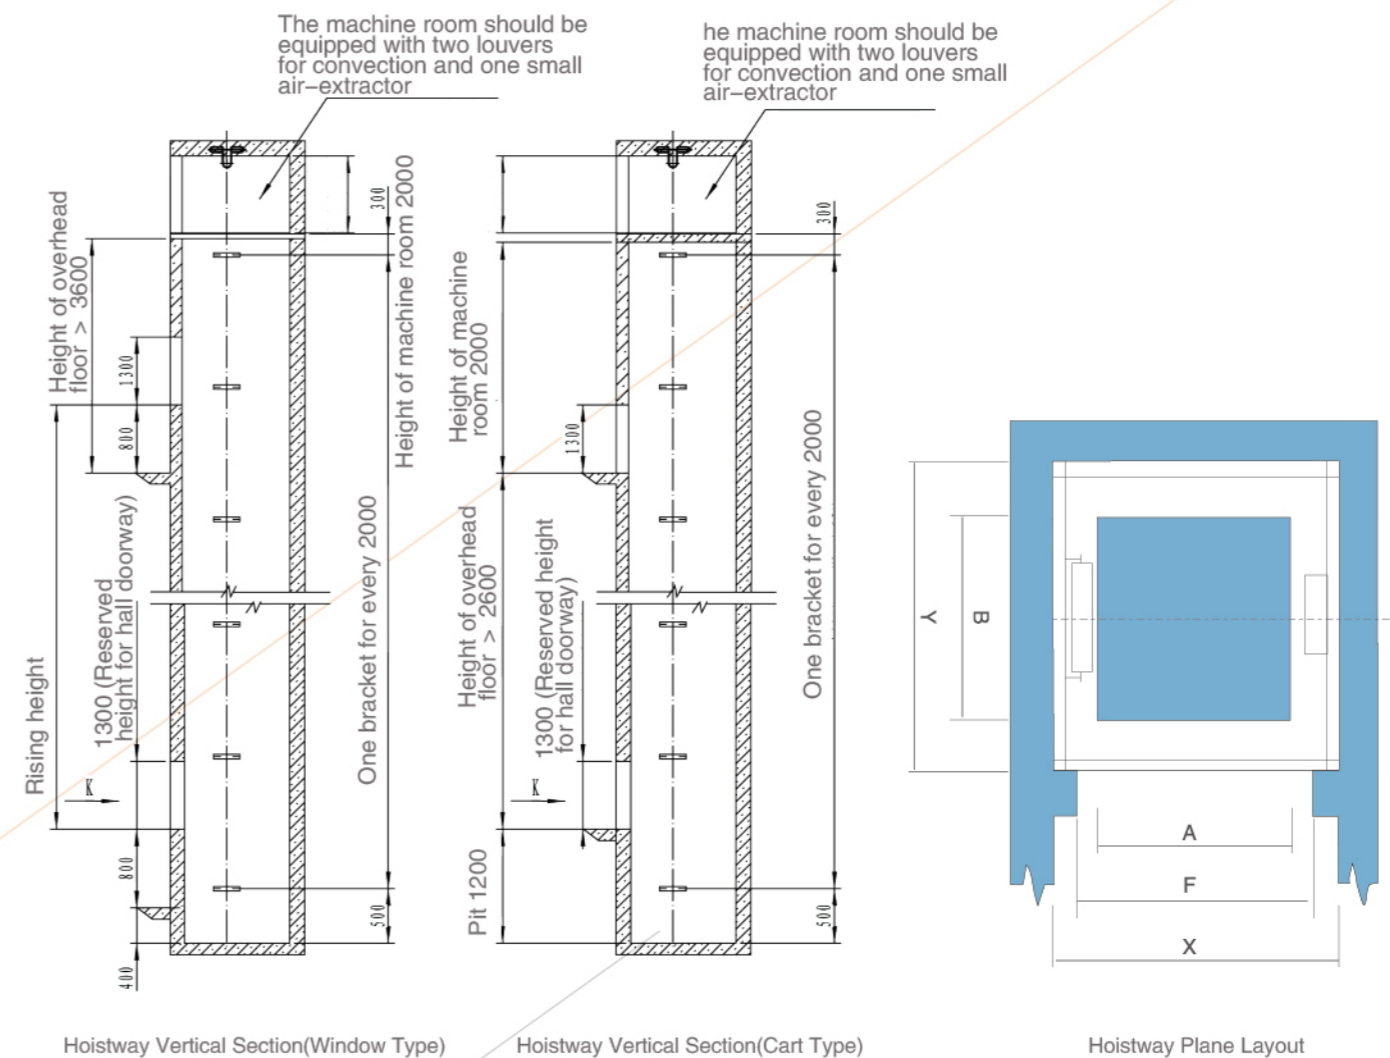 The machine room should be
equipped with two louvers
for convection and one small
air-extractor
he machine room should be
equipped with two louvers
for convection and one small
air-extractor
Height of overhead
floor > 3600
1300
800
300
Height of machine room 2000
Rising height
1300 (Reserved
height for hall doorway)
One bracket for every 2000
K
800
400
500
Height of machine
room 2000
1300
300
Height of overhead
floor > 2600
1300 (Reserved height
for hall doorway)
One bracket for every 2000
K
Pit 1200
500
Y
B
A
F
X
Hoistway Vertical Section(Window Type)
Hoistway Vertical Section(Cart Type)
Hoistway Plane Layout